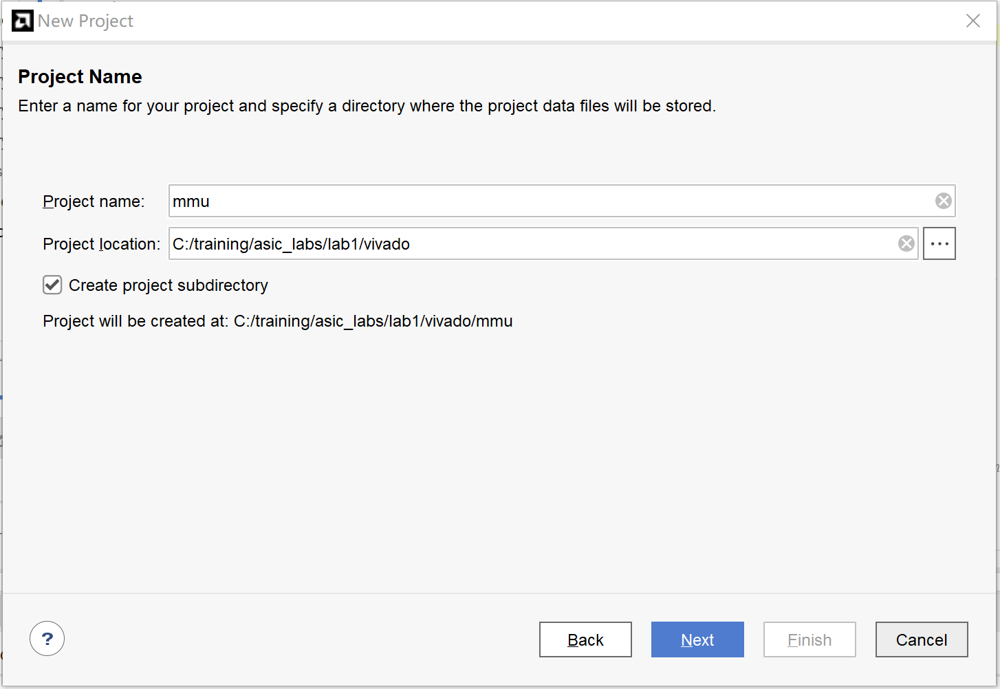 New Project
Project Name
Enter a name for your project and specify a directory where the project data files will be stored.
Project name: mmu
Project location: C:/training/asic_labs/lab1/vivado
Create project subdirectory
Project will be created at: C:/training/asic_labs/lab1/vivado/mmu
? Back Next Finish Cancel